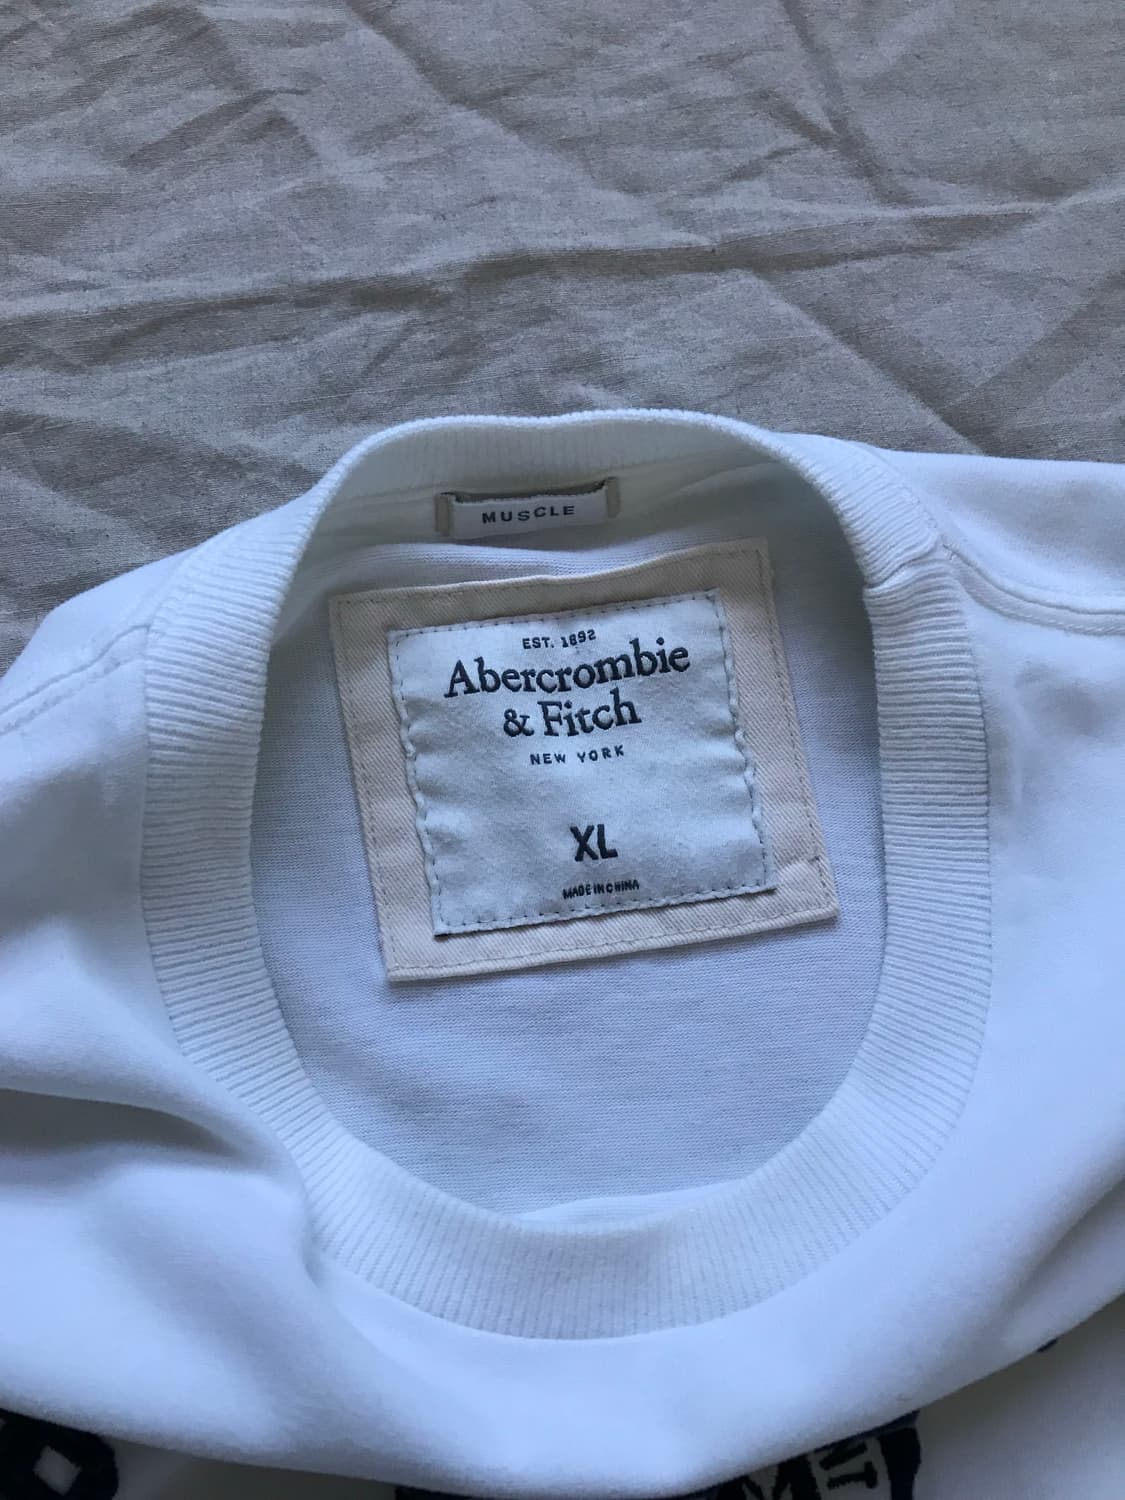 MUSCLE
EST. 1892
Abercrombie
& Fitch
NEW YORK
XL
MADE IN CHINA